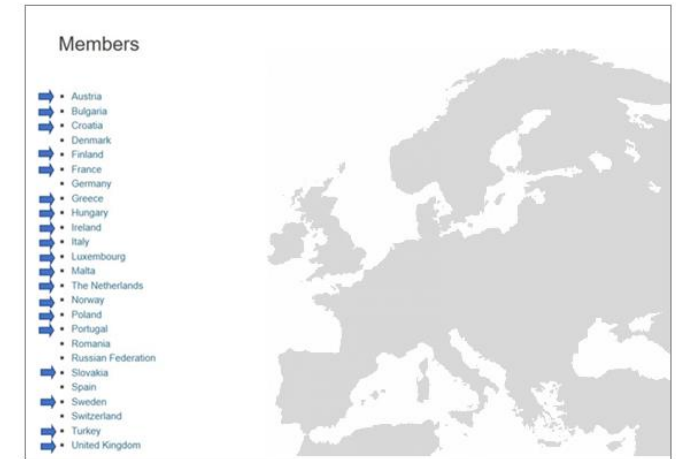 Members
Austria
Bulgaria
Croatia
Denmark
Finland
France
Germany
Greece
Hungary
Ireland
Italy
Luxembourg
Malta
The Netherlands
Norway
Poland
Portugal
Romania
Russian Federation
Slovakia
Spain
Sweden
Switzerland
Turkey
United Kingdom